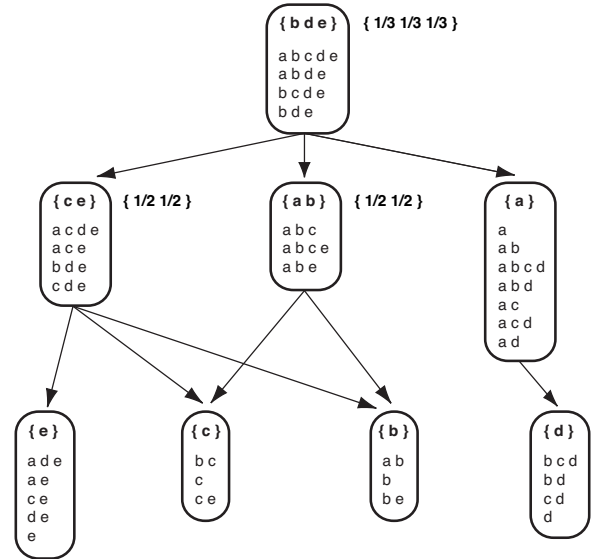 { b d e } { 1/3 1/3 1/3 }
a b c d e
a b d e
b c d e
b d e
{ c e } { 1/2 1/2 }
a c d e
a c e
b d e
c d e
{ a b } { 1/2 1/2 }
a b c
a b c e
a b e
{ a }
a
a b
a b c d
a b d
a c
a c d
a d
{ e }
a d e
a e
c e
d e
e
{ c }
b c
c
c e
{ b }
a b
b
b e
{ d }
b c d
b d
c d
d